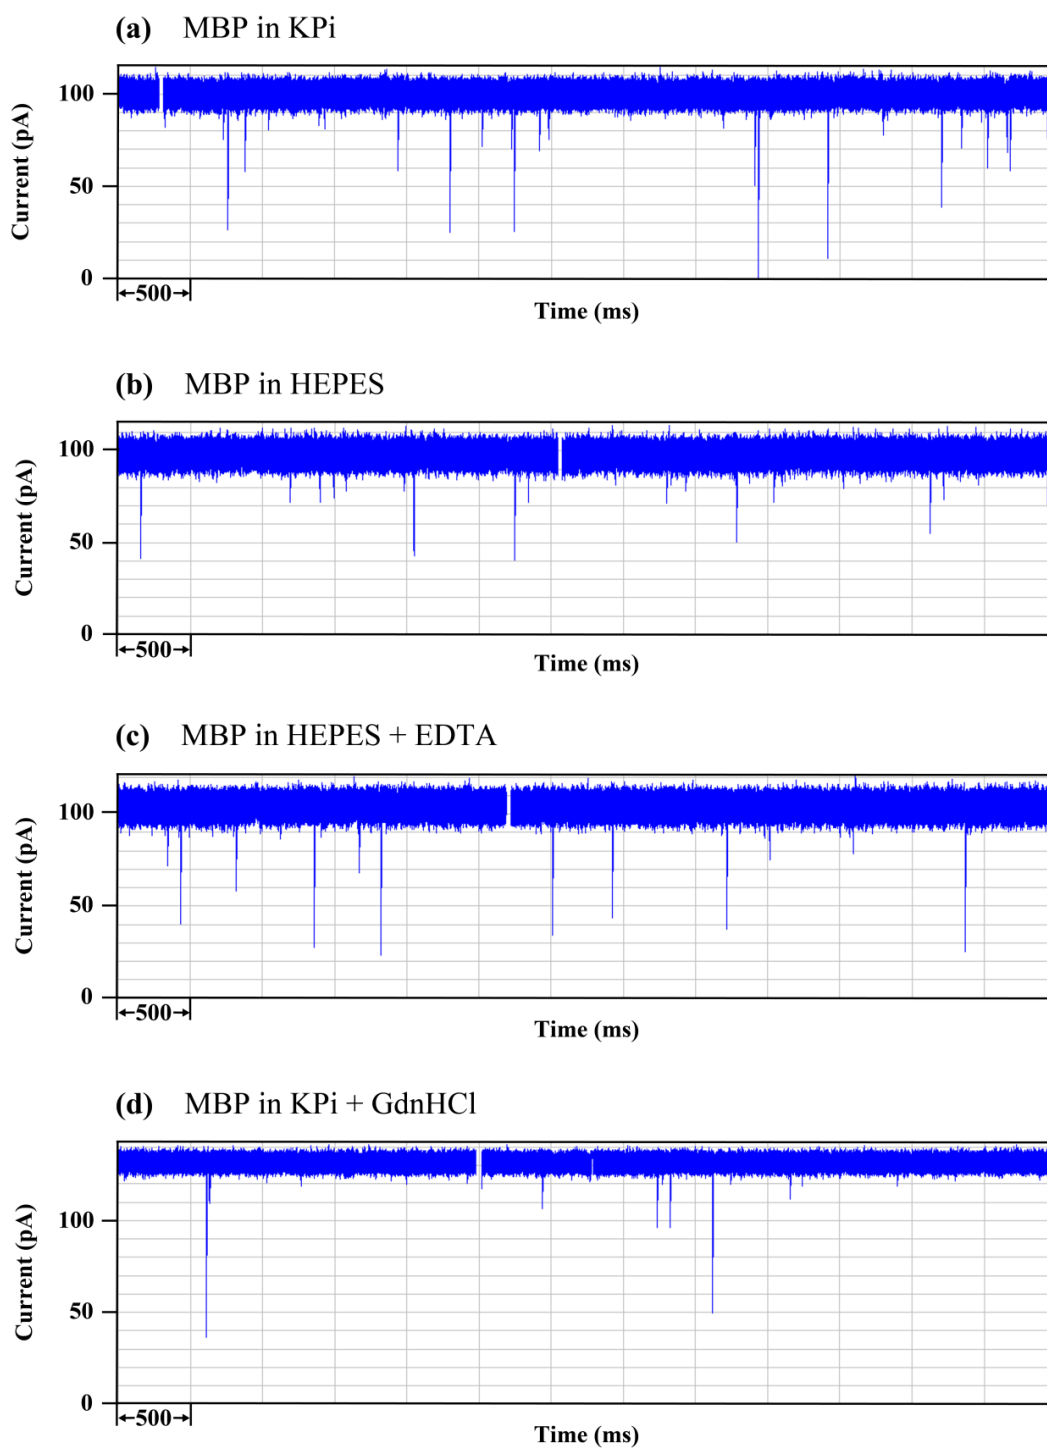 (a) MBP in KPi
100
50
0
Current (pA)
←500→
Time (ms)
(b) MBP in HEPES
100
50
0
Current (pA)
←500→
Time (ms)
(c) MBP in HEPES + EDTA
100
50
0
Current (pA)
←500→
Time (ms)
(d) MBP in KPi + GdnHCl
100
50
0
Current (pA)
←500→
Time (ms)